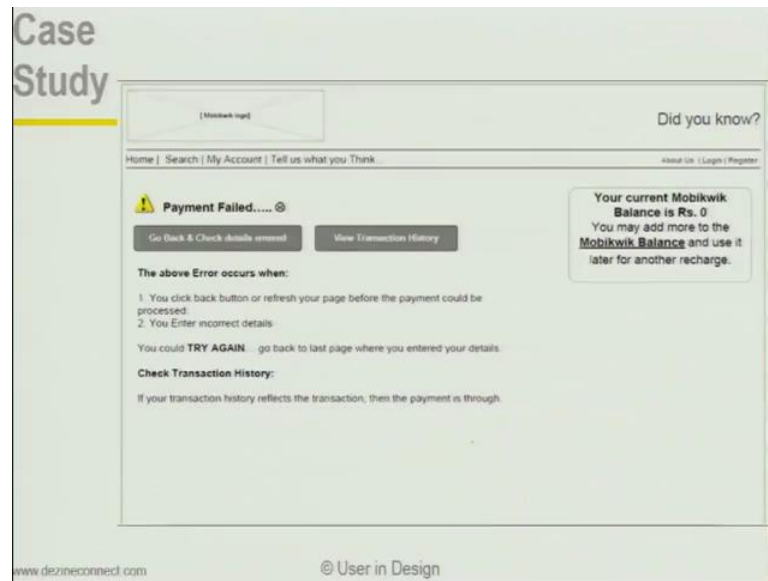 Case
Study
[ Mobikwik logo]
Did you know?
Home | Search | My Account | Tell us what you Think...
About Us | Login | Register
Payment Failed..... ☹
Go Back & Check details entered
View Transaction History
Your current Mobikwik
Balance is Rs. 0
You may add more to the
Mobikwik Balance and use it
later for another recharge.
The above Error occurs when:
1. You click back button or refresh your page before the payment could be
processed.
2. You Enter incorrect details
You could TRY AGAIN... go back to last page where you entered your details.
Check Transaction History:
If your transaction history reflects the transaction, then the payment is through.
www.dezineconnect.com
© User in Design